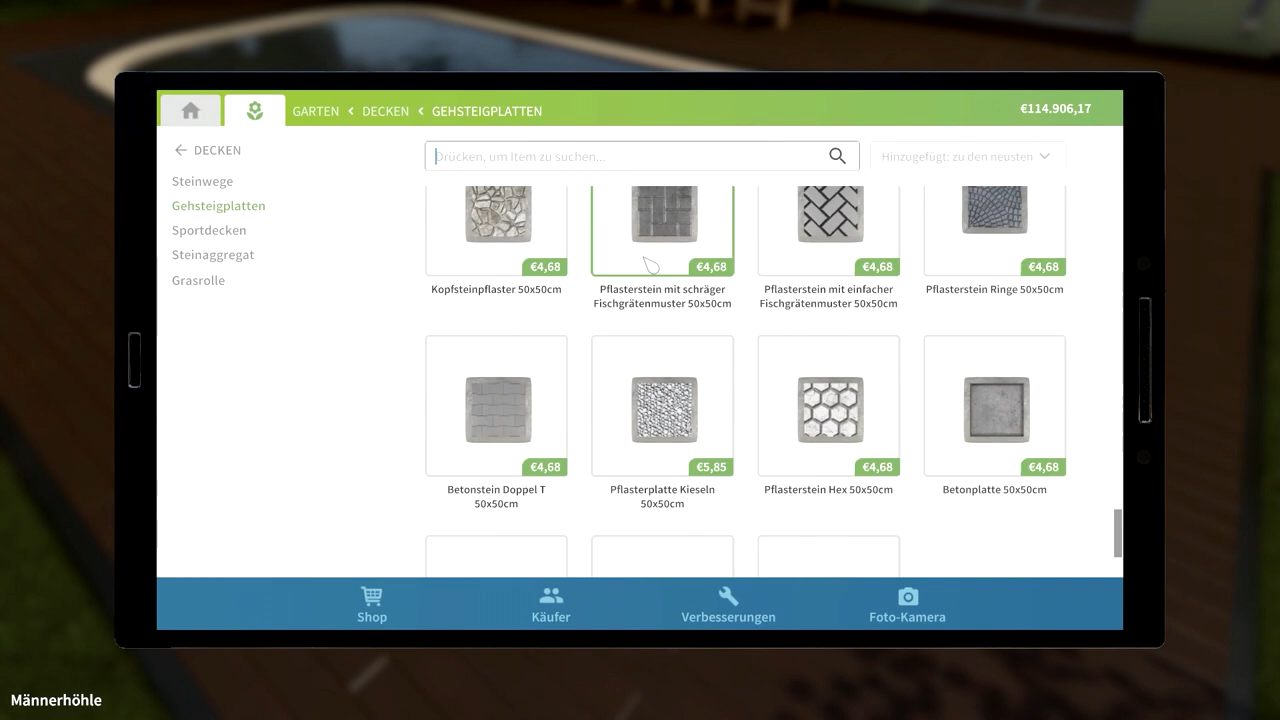 GARTEN < DECKEN < GEHSTEIGPLATTEN
€114.906,17
DECKEN
Steinwege
Gehsteigplatten
Sportdecken
Steinaggregat
Grasrolle
Drücken, um Item zu suchen...
Hinzugefügt: zu den neusten
€4,68
€4,68
€4,68
€4,68
Kopfsteinpflaster 50x50cm
Pflasterstein mit schräger
Fischgrätenmuster 50x50cm
Pflasterstein mit einfacher
Fischgrätenmuster 50x50cm
Pflasterstein Ringe 50x50cm
€4,68
€5,85
€4,68
€4,68
Betonstein Doppel T
50x50cm
Pflasterplatte Kieseln
50x50cm
Pflasterstein Hex 50x50cm
Betonplatte 50x50cm
Shop
Käufer
Verbesserungen
Foto-Kamera
Männerhöhle